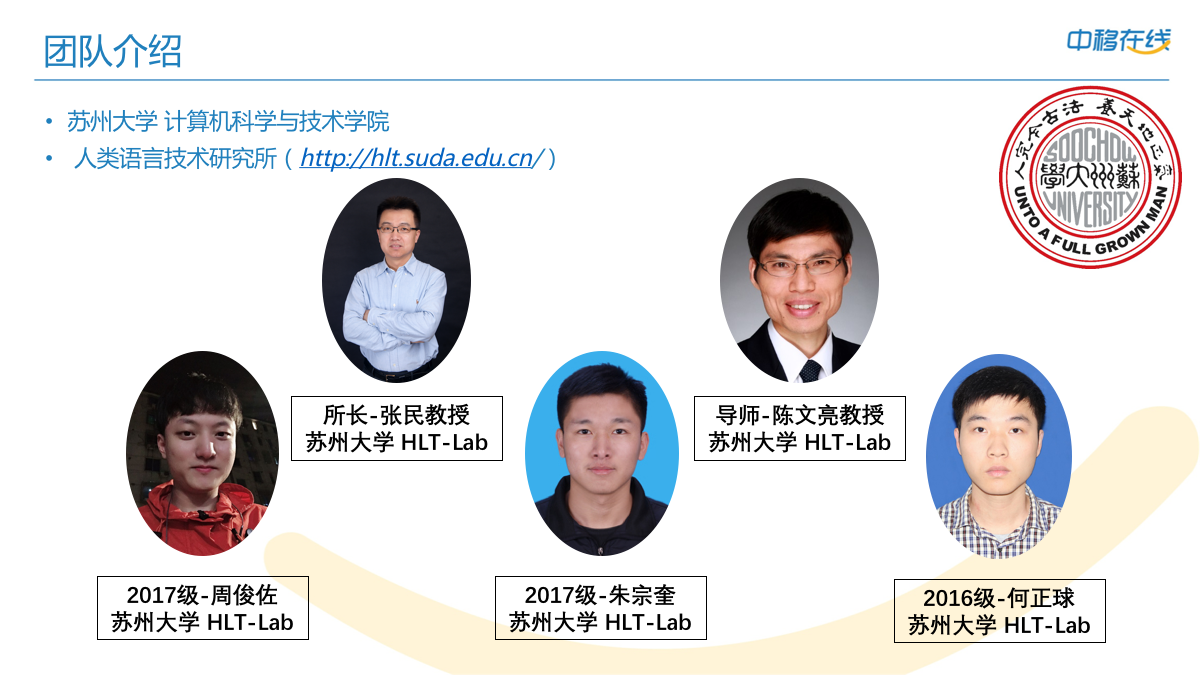 团队介绍
中移在线
• 苏州大学 计算机科学与技术学院
• 人类语言技术研究所（http://hlt.suda.edu.cn/）
养天地正气 法古今完人
SOOCHOW
蘇州大學
UNIVERSITY
UNTO A FULL GROWN MAN
所长-张民教授
苏州大学 HLT-Lab
导师-陈文亮教授
苏州大学 HLT-Lab
2017级-周俊佐
苏州大学 HLT-Lab
2017级-朱宗奎
苏州大学 HLT-Lab
2016级-何正球
苏州大学 HLT-Lab